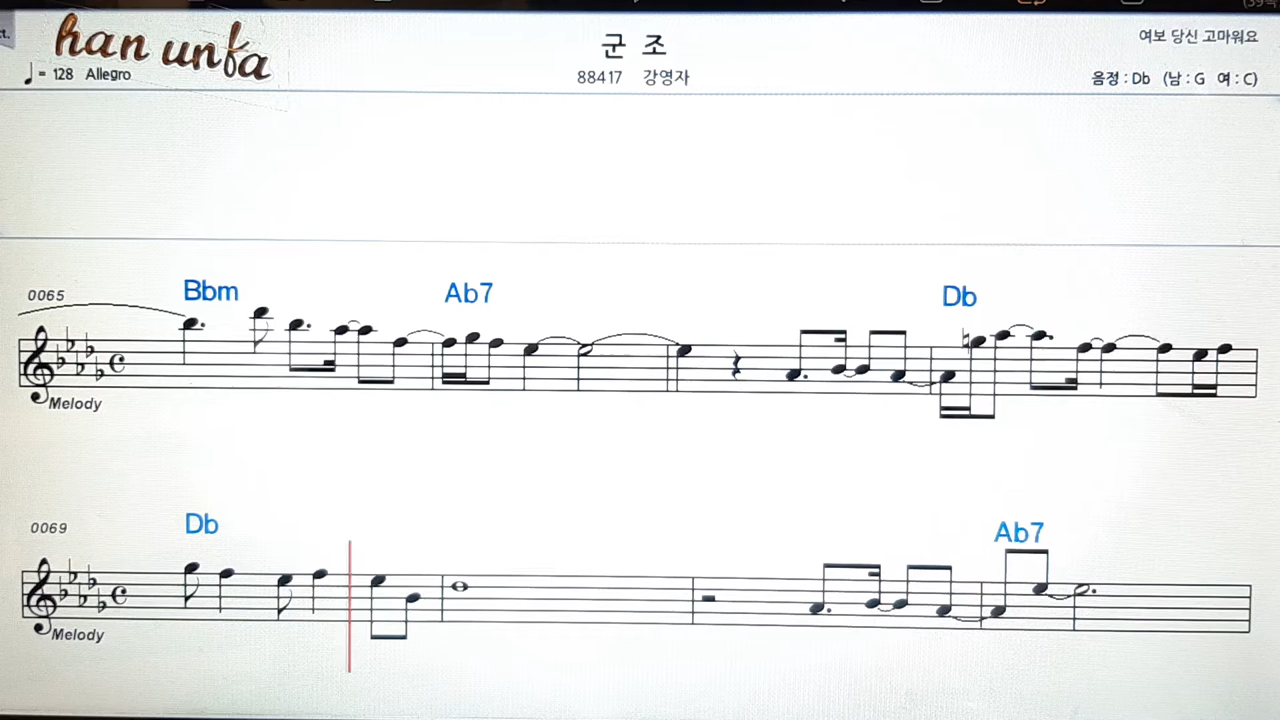 han unfa
군 조
여보 당신 고마워요
= 128 Allegro
88417 강영자
음정 : Db (남 : G 여 : C)
0065 Bbm Ab7 Db
Melody
0069 Db Ab7
Melody